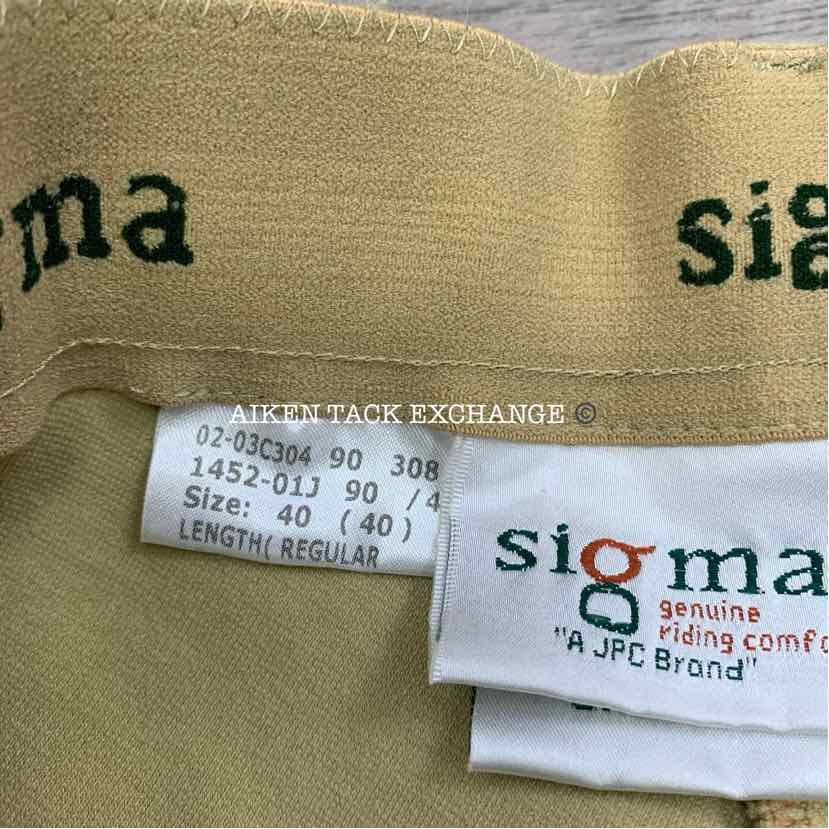 ma sig
AIKEN TACK EXCHANGE ©
02-03C304 90 308
1452-01J 90 /4
Size: 40 (40)
LENGTH( REGULAR
sigma
genuine
riding comfo
"A JPC Brand"